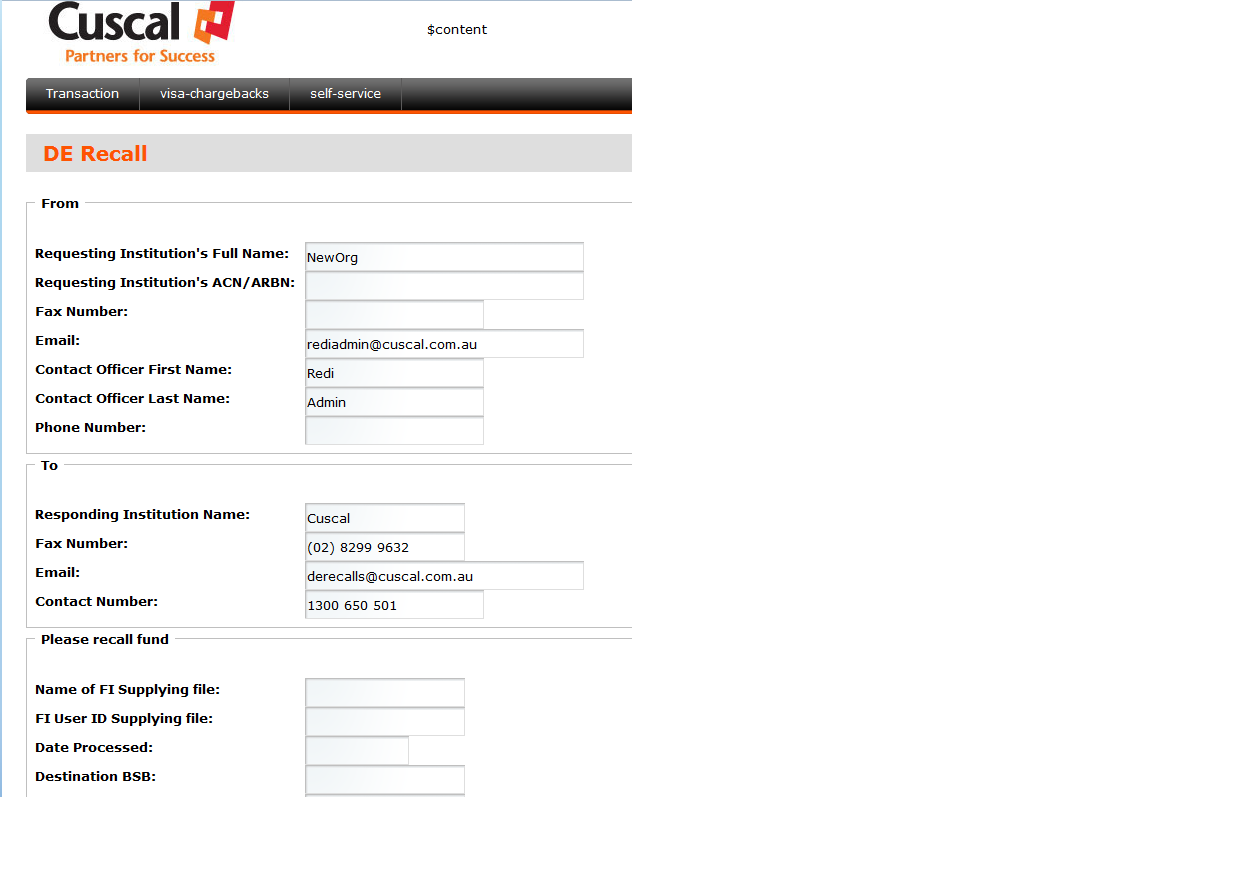 Cuscal
Partners for Success
$content
Transaction visa-chargebacks self-service
DE Recall
From
Requesting Institution's Full Name: NewOrg
Requesting Institution's ACN/ARBN:
Fax Number:
Email: rediadmin@cuscal.com.au
Contact Officer First Name: Redi
Contact Officer Last Name: Admin
Phone Number:
To
Responding Institution Name: Cuscal
Fax Number: (02) 8299 9632
Email: derecalls@cuscal.com.au
Contact Number: 1300 650 501
Please recall fund
Name of FI Supplying file:
FI User ID Supplying file:
Date Processed:
Destination BSB: